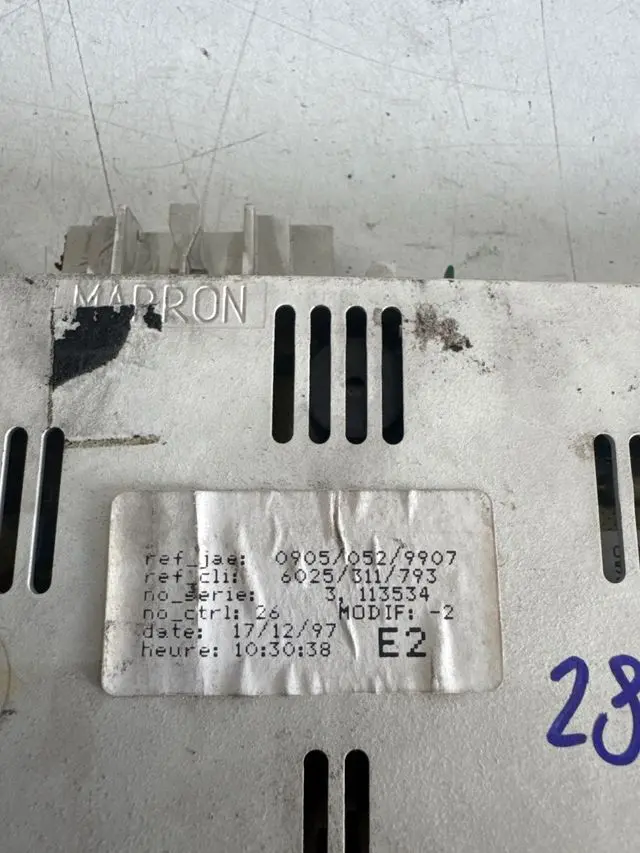 MARRON
ref_jae: 0905/052/9907
ref_cli: 6025/311/793
no_serie: 3, 113534
no_ctrl: 26 MODIF: -2
date: 17/12/97 E2
heure: 10:30:38
28